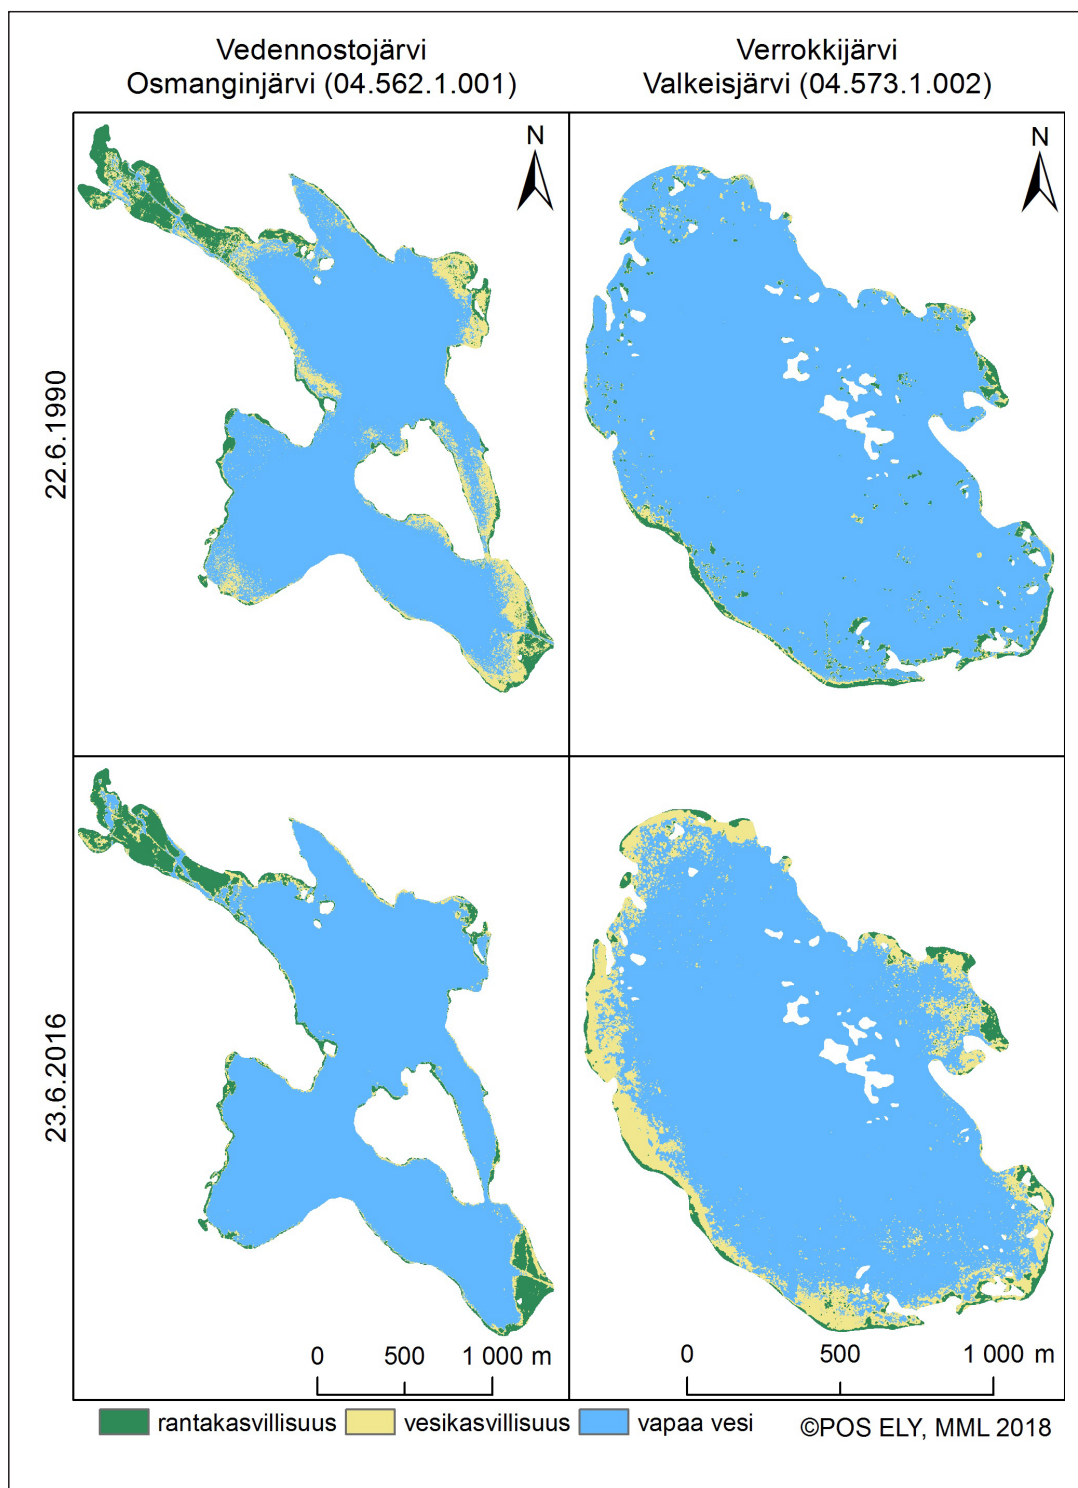 Vedennostojärvi
Osmanginjärvi (04.562.1.001)
Verrokkijärvi
Valkeisjärvi (04.573.1.002)
22.6.1990
N
N
23.6.2016
0 500 1 000 m
0 500 1 000 m
rantakasvillisuus vesikasvillisuus vapaa vesi ©POS ELY, MML 2018